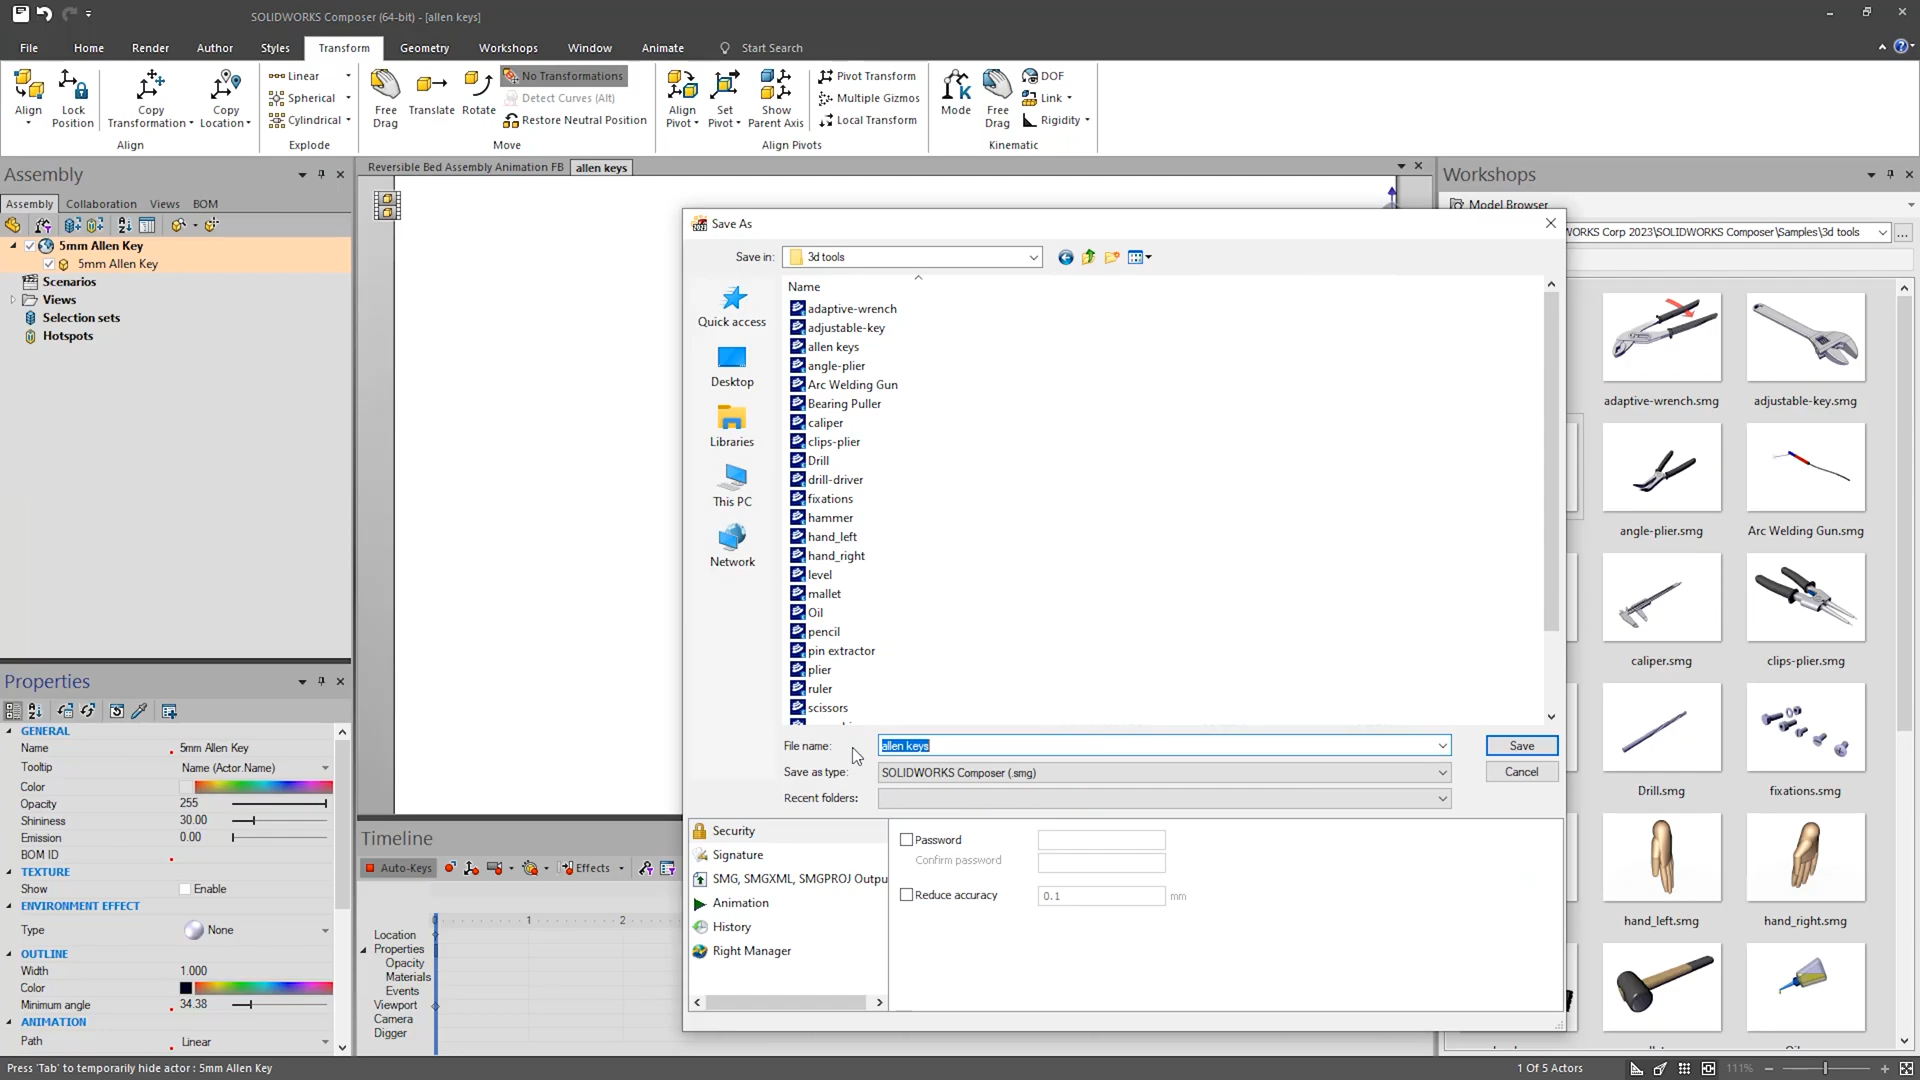 SOLIDWORKS Composer (64-bit) - [allen keys]
File Home Render Author Styles Transform Geometry Workshops Window Animate Start Search
Align
Lock Position
Copy Transformation
Copy Location
Align
Linear
Spherical
Cylindrical
Explode
Free Drag
Translate
Rotate
No Transformations
Detect Curves (Alt)
Restore Neutral Position
Move
Align Pivot
Set Pivot
Show Parent Axis
Pivot Transform
Multiple Gizmos
Local Transform
Align Pivots
Mode
Free Drag
DOF
Link
Rigidity
Kinematic
Assembly
Assembly Collaboration Views BOM
5mm Allen Key
5mm Allen Key
Scenarios
Views
Selection sets
Hotspots
Properties
GENERAL
Name 5mm Allen Key
Tooltip Name (Actor.Name)
Color
Opacity 255
Shininess 30.00
Emission 0.00
BOM ID
TEXTURE
Show Enable
ENVIRONMENT EFFECT
Type None
OUTLINE
Width 1.000
Color
Minimum angle 34.38
ANIMATION
Path Linear
Reversible Bed Assembly Animation FB allen keys
Timeline
Auto-Keys Effects
0 1 2
Location
Properties
Opacity
Materials
Events
Viewport
Camera
Digger
Save As
Save in: 3d tools
Quick access
Desktop
Libraries
This PC
Network
Name
adaptive-wrench
adjustable-key
allen keys
angle-plier
Arc Welding Gun
Bearing Puller
caliper
clips-plier
Drill
drill-driver
fixations
hammer
hand_left
hand_right
level
mallet
Oil
pencil
pin extractor
plier
ruler
scissors
File name: allen keys Save
Save as type: SOLIDWORKS Composer (.smg) Cancel
Recent folders:
Security
Signature
SMG, SMGXML, SMGPROJ Outpu
Animation
History
Right Manager
Password
Confirm password
Reduce accuracy 0.1 mm
Workshops
Model Browser
WORKS Corp 2023\SOLIDWORKS Composer\Samples\3d tools ...
adaptive-wrench.smg adjustable-key.smg
angle-plier.smg Arc Welding Gun.smg
caliper.smg clips-plier.smg
Drill.smg fixations.smg
hand_left.smg hand_right.smg
Press 'Tab' to temporarily hide actor : 5mm Allen Key
1 Of 5 Actors 111%